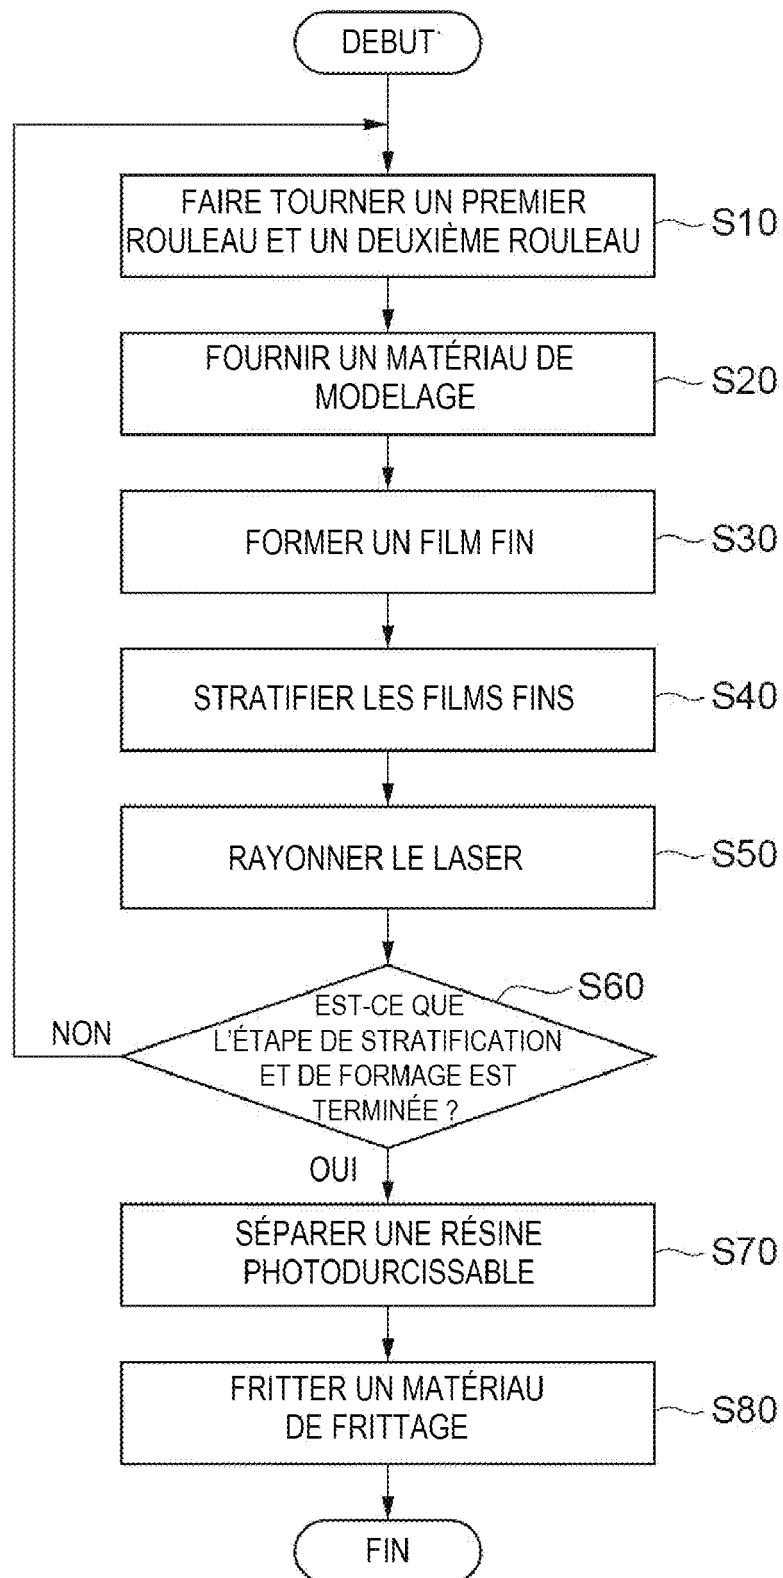 DEBUT
FAIRE TOURNER UN PREMIER
ROULEAU ET UN DEUXIÈME ROULEAU
S10
FOURNIR UN MATÉRIAU DE
MODELAGE
S20
FORMER UN FILM FIN
S30
STRATIFIER LES FILMS FINS
S40
RAYONNER LE LASER
S50
S60
EST-CE QUE
L'ÉTAPE DE STRATIFICATION
ET DE FORMAGE EST
TERMINÉE ?
NON
OUI
SÉPARER UNE RÉSINE
PHOTODURCISSABLE
S70
FRITTER UN MATÉRIAU
DE FRITTAGE
S80
FIN